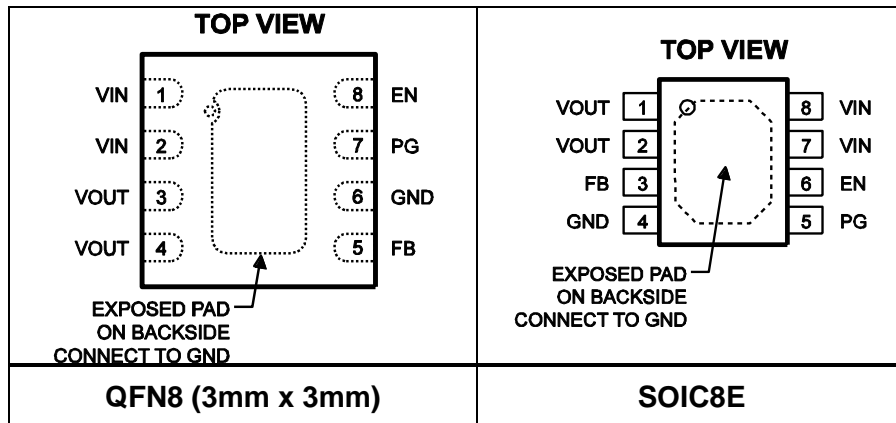 TOP VIEW
VIN 1
8 EN
VIN 2
7 PG
VOUT 3
6 GND
VOUT 4
5 FB
EXPOSED PAD
ON BACKSIDE
CONNECT TO GND
QFN8 (3mm x 3mm)
TOP VIEW
VOUT 1
8 VIN
VOUT 2
7 VIN
FB 3
6 EN
GND 4
5 PG
EXPOSED PAD
ON BACKSIDE
CONNECT TO GND
SOIC8E